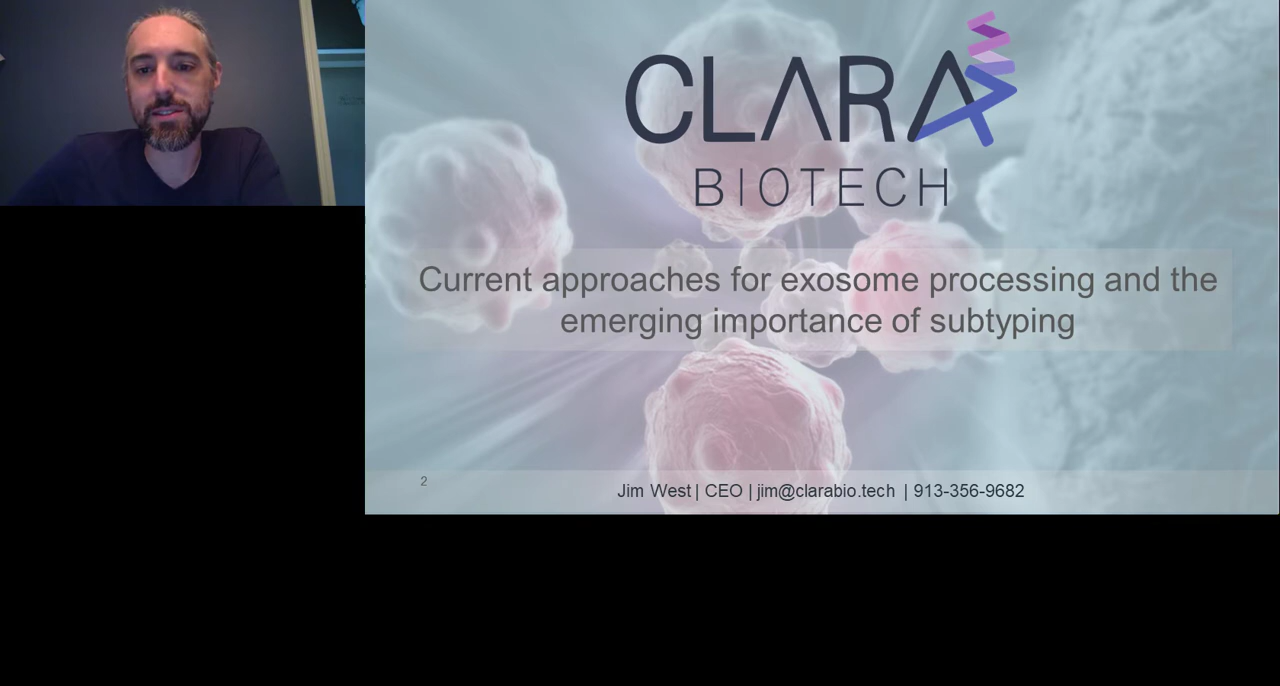 CLARA
BIOTECH
Current approaches for exosome processing and the
emerging importance of subtyping
2
Jim West | CEO | jim@clarabio.tech | 913-356-9682